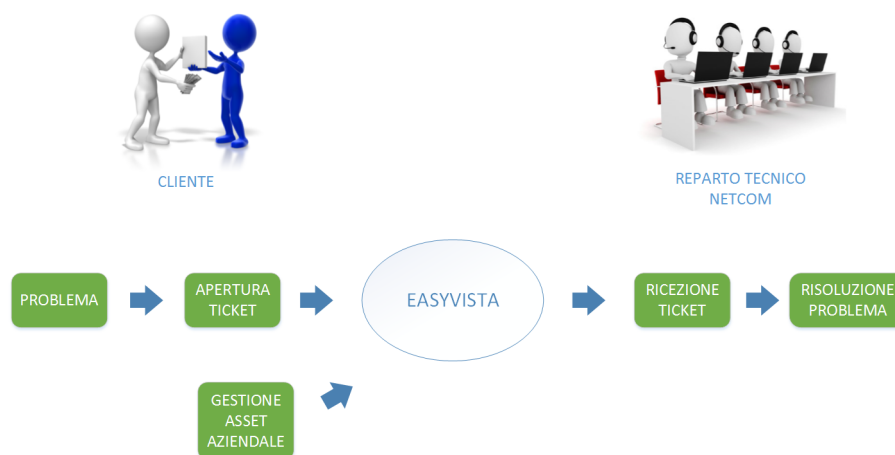 CLIENTE
REPARTO TECNICO
NETCOM
PROBLEMA
APERTURA
TICKET
EASYVISTA
RICEZIONE
TICKET
RISOLUZIONE
PROBLEMA
GESTIONE
ASSET
AZIENDALE